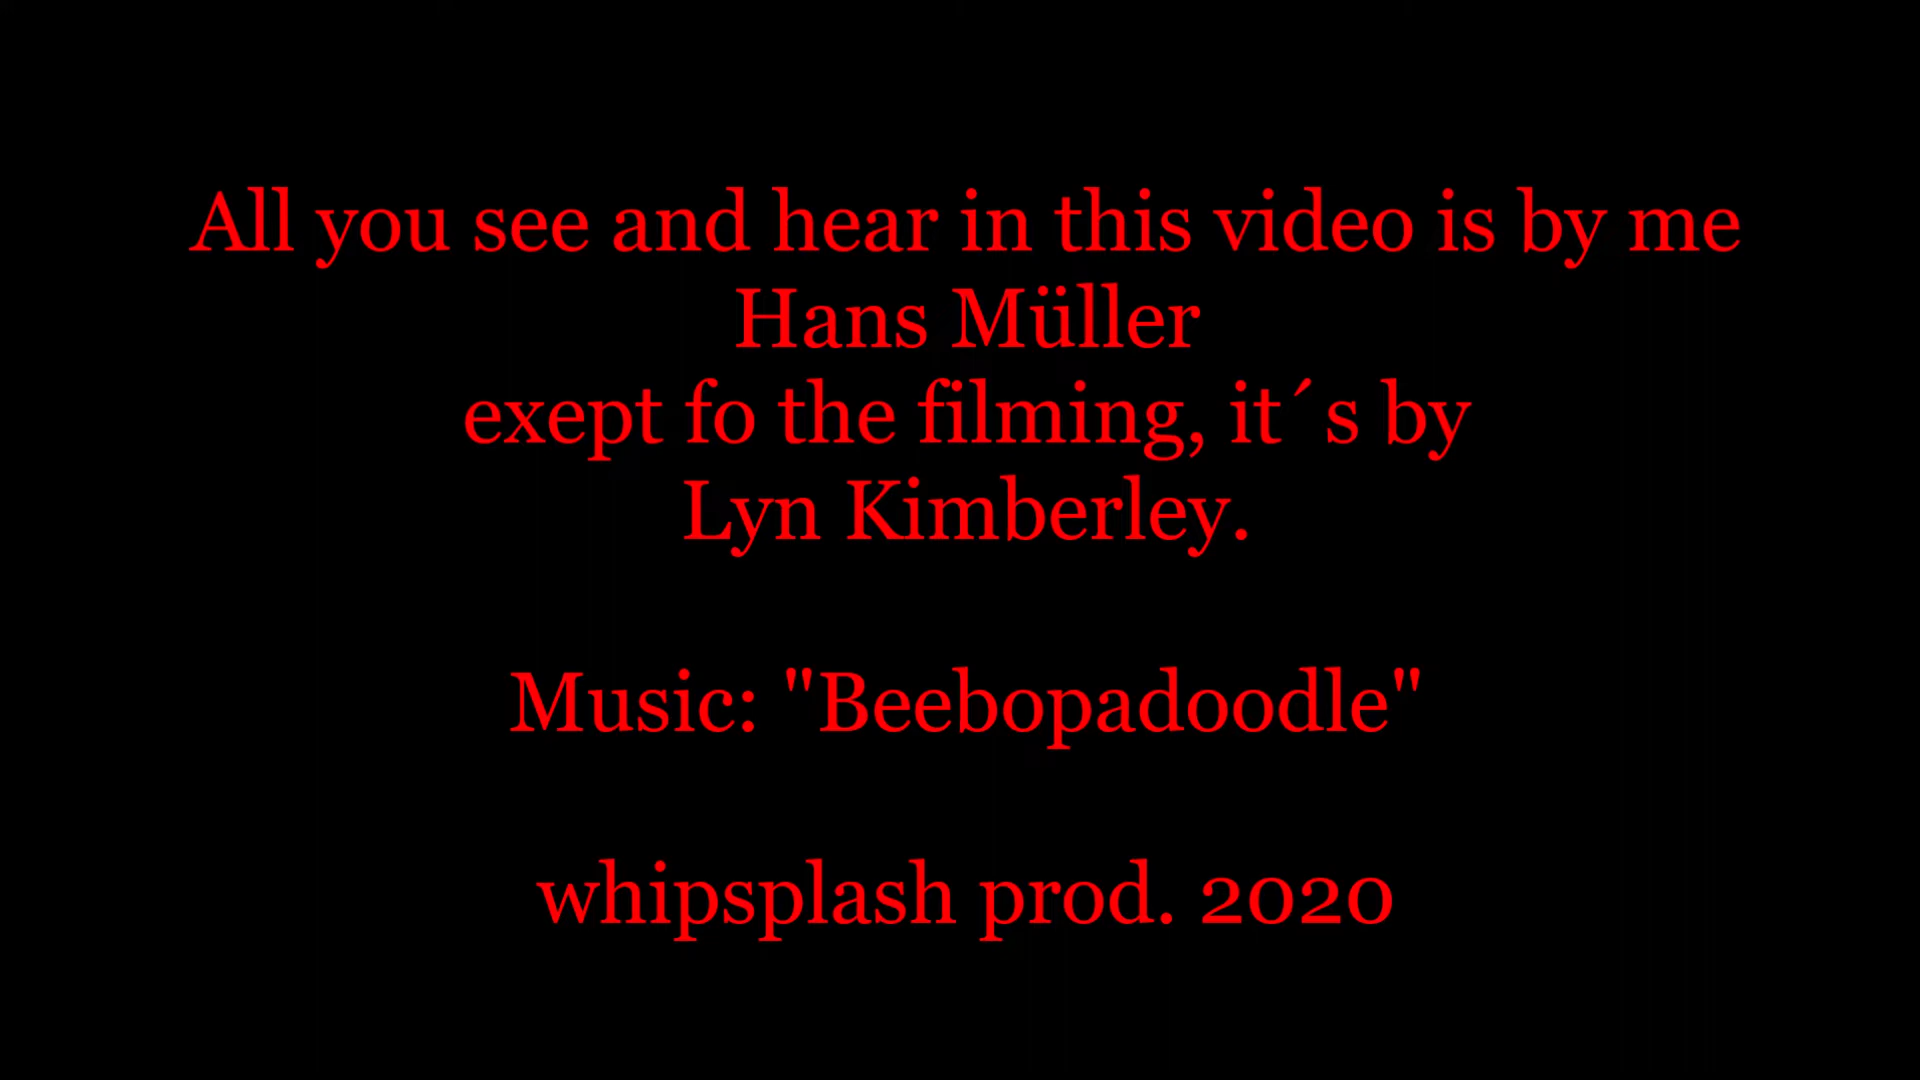 All you see and hear in this video is by me
Hans Müller
exept fo the filming, it´s by
Lyn Kimberley.
Music: "Beebopadoodle"
whipsplash prod. 2020